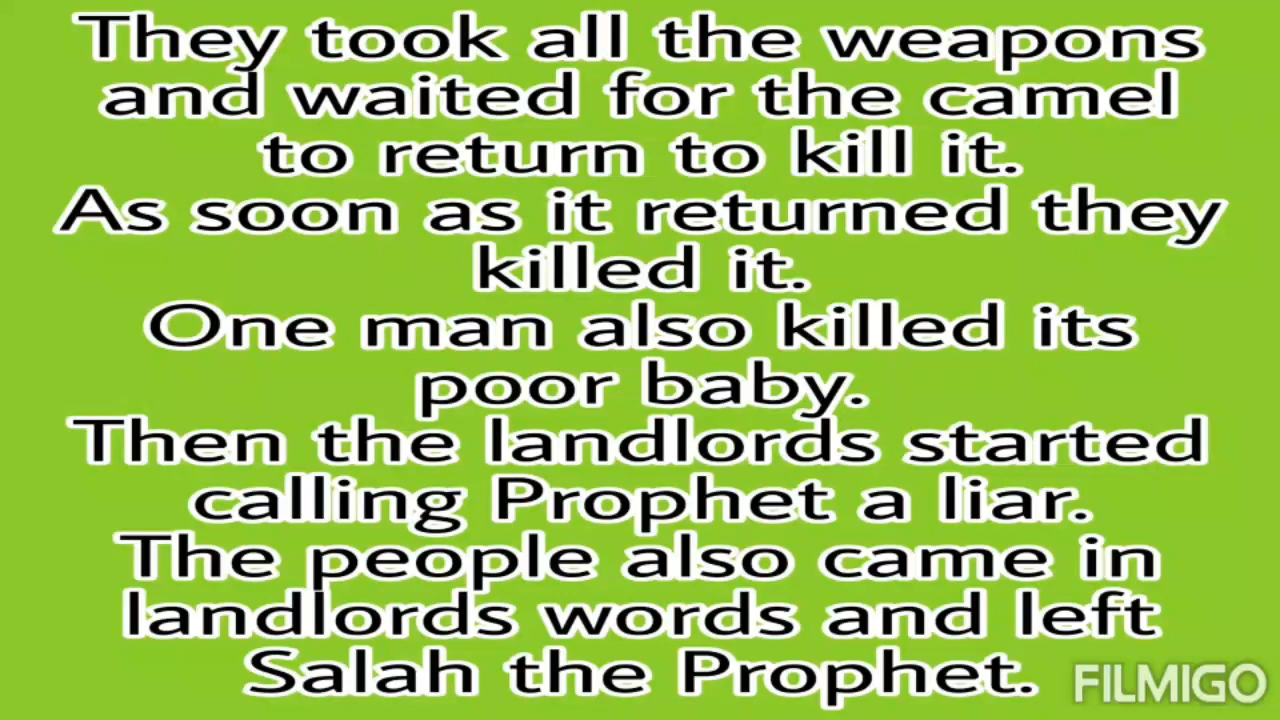 They took all the weapons
and waited for the camel
to return to kill it.
As soon as it returned they
killed it.
One man also killed its
poor baby.
Then the landlords started
calling Prophet a liar.
The people also came in
landlords words and left
Salah the Prophet.
FILMIGO